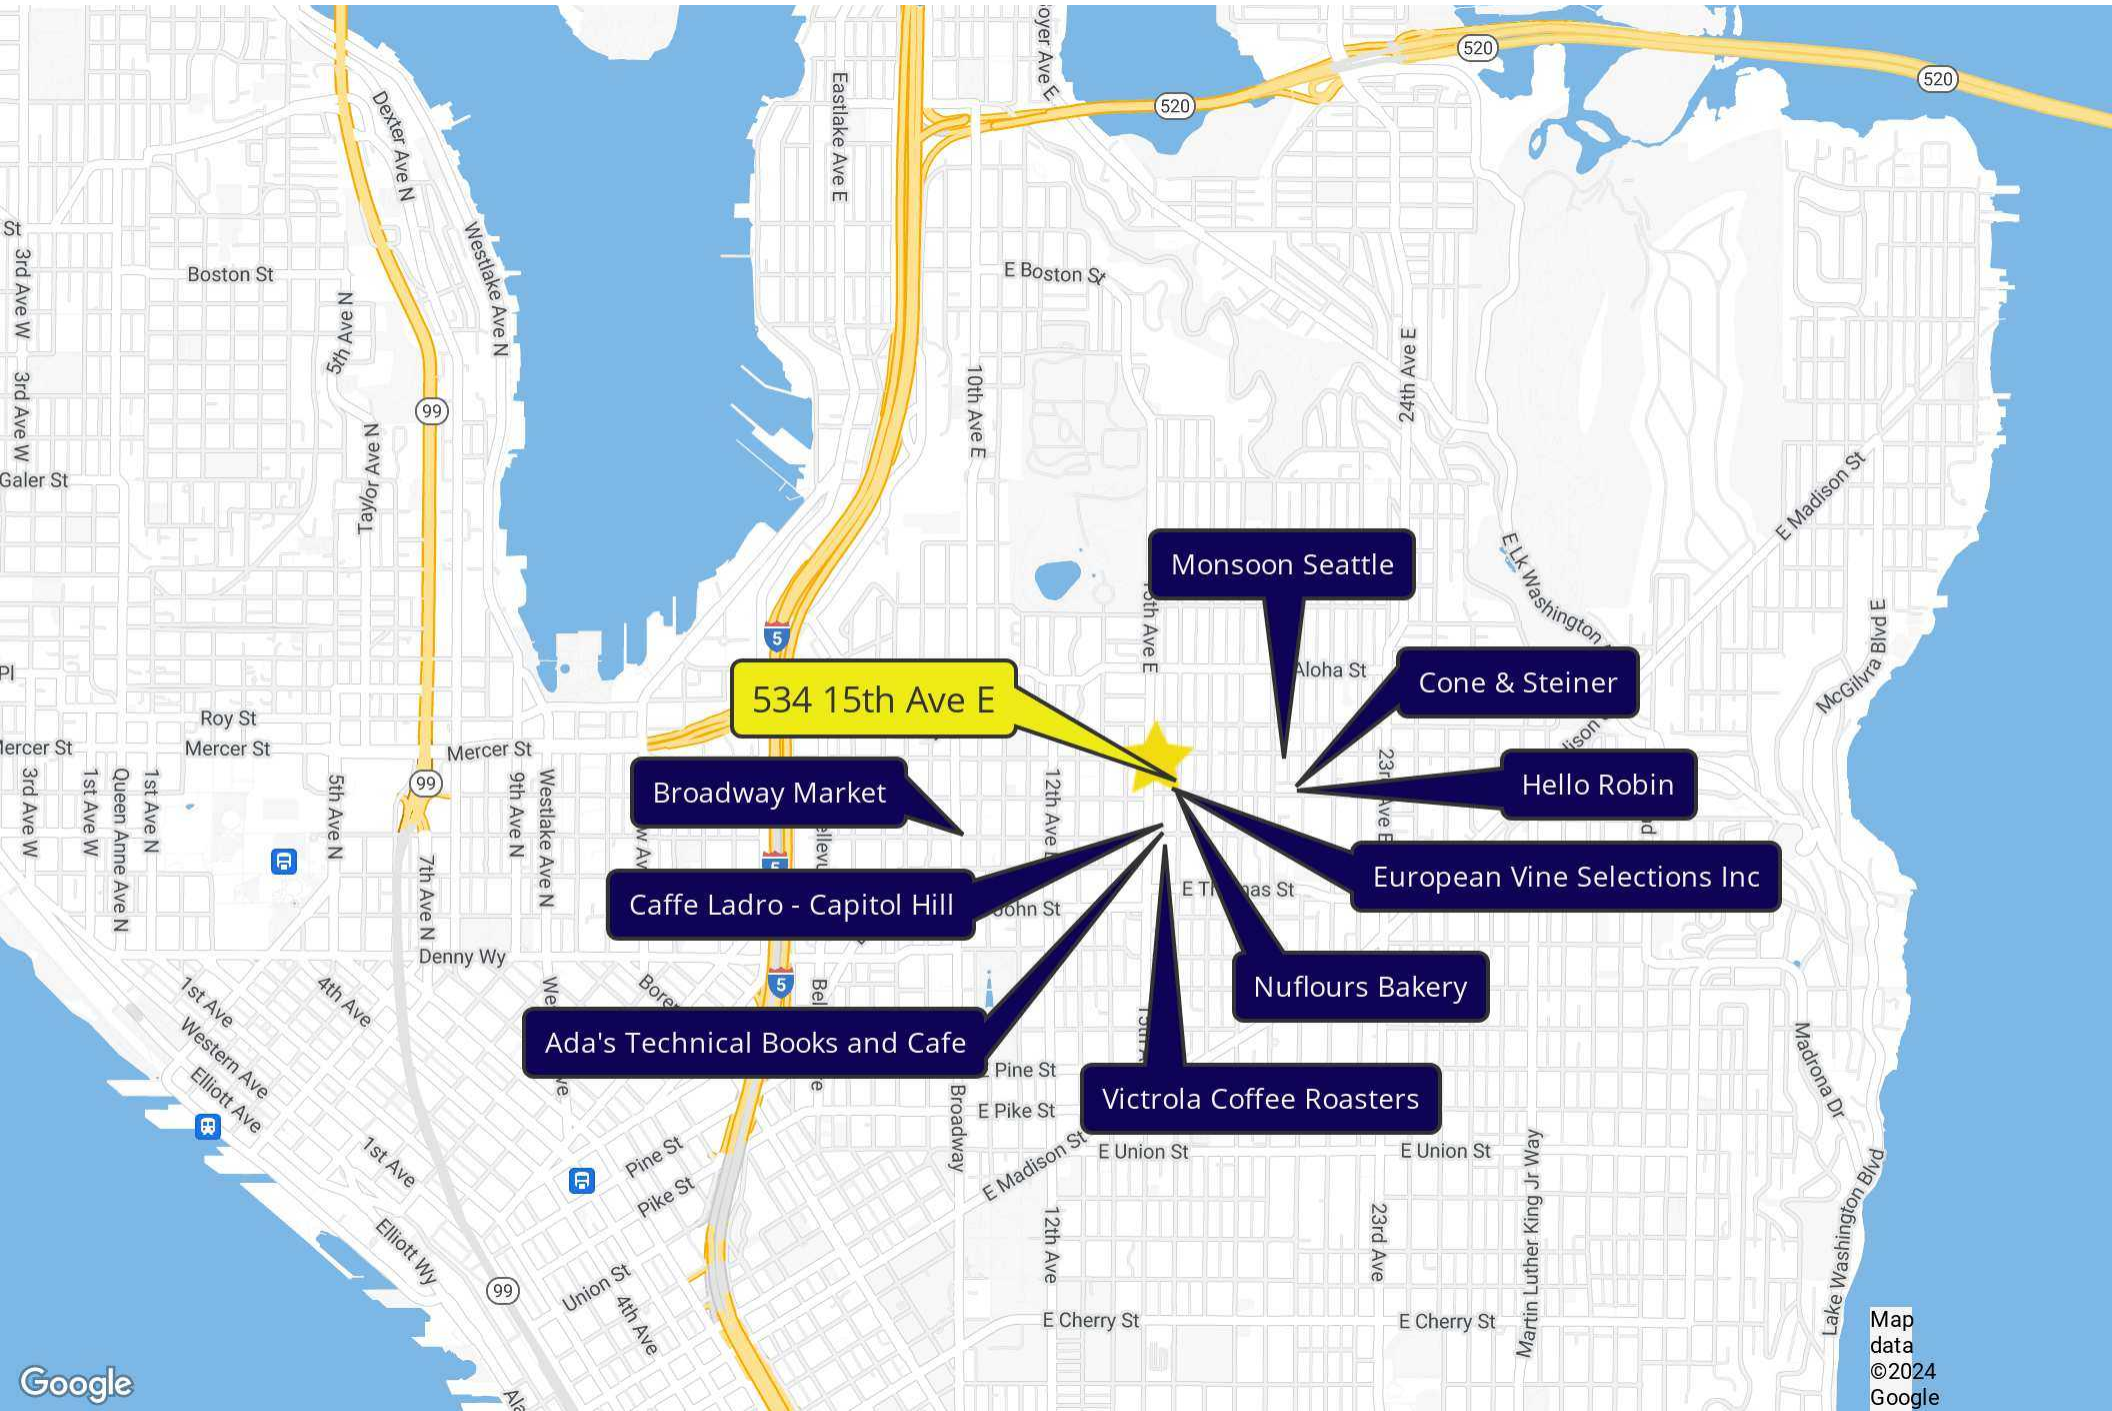 520
520
520
Eastlake Ave E
Dexter Ave N
St
3rd Ave W
Westlake Ave N
Boston St
E Boston St
5th Ave N
24th Ave E
10th Ave E
3rd Ave W
99
Taylor Ave N
Galer St
E Madison St
Monsoon Seattle
E Lk Washington
McGilvra Blvd E
5
Aloha St
534 15th Ave E
Cone & Steiner
Roy St
Mercer St
Mercer St
Broadway Market
Hello Robin
99
3rd Ave W
1st Ave W
Queen Anne Ave N
1st Ave N
5th Ave N
9th Ave N
Westlake Ave N
7th Ave N
12th Ave E
European Vine Selections Inc
E Thomas St
Caffe Ladro - Capitol Hill
John St
Denny Wy
5
1st Ave
4th Ave
Nuflours Bakery
Western Ave
Elliott Ave
Ada's Technical Books and Cafe
E Pine St
Madrona Dr
Victrola Coffee Roasters
E Pike St
Broadway
1st Ave
Pine St
Pike St
E Madison St
E Union St
E Union St
Martin Luther King Jr Way
Lake Washington Blvd
12th Ave
23rd Ave
Elliott Wy
99
Union St
4th Ave
E Cherry St
E Cherry St
Map
data
©2024
Google
Google